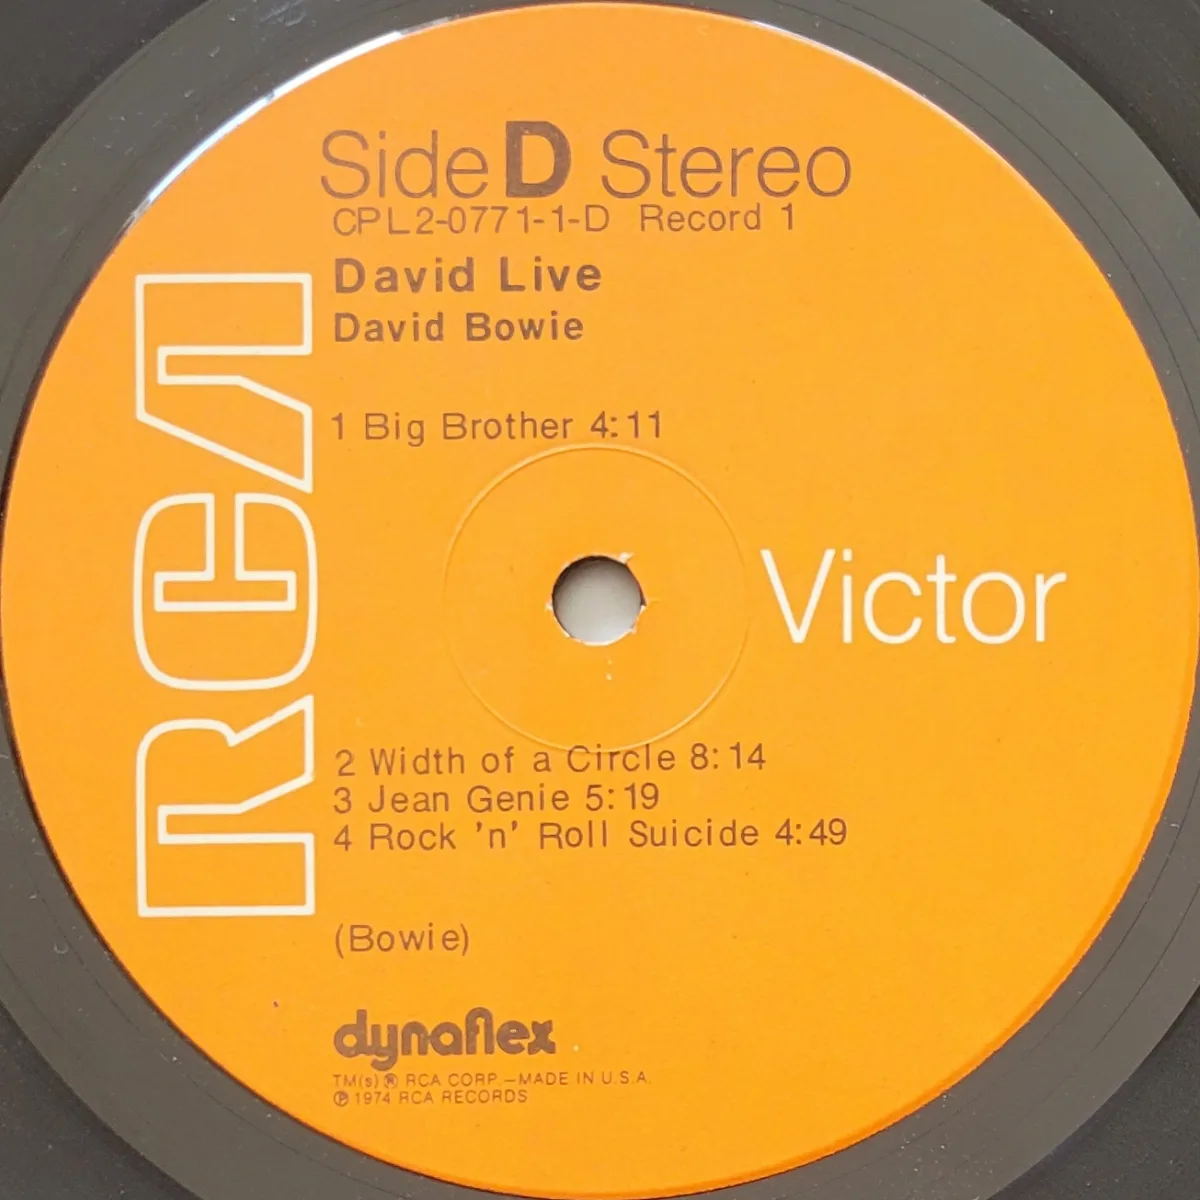 Side D Stereo
CPL2-0771-1-D Record 1
David Live
David Bowie
1 Big Brother 4:11
RCA
Victor
2 Width of a Circle 8:14
3 Jean Genie 5:19
4 Rock 'n' Roll Suicide 4:49
(Bowie)
dynaflex
TM(s) ® RCA CORP.—MADE IN U.S.A.
℗ 1974 RCA RECORDS